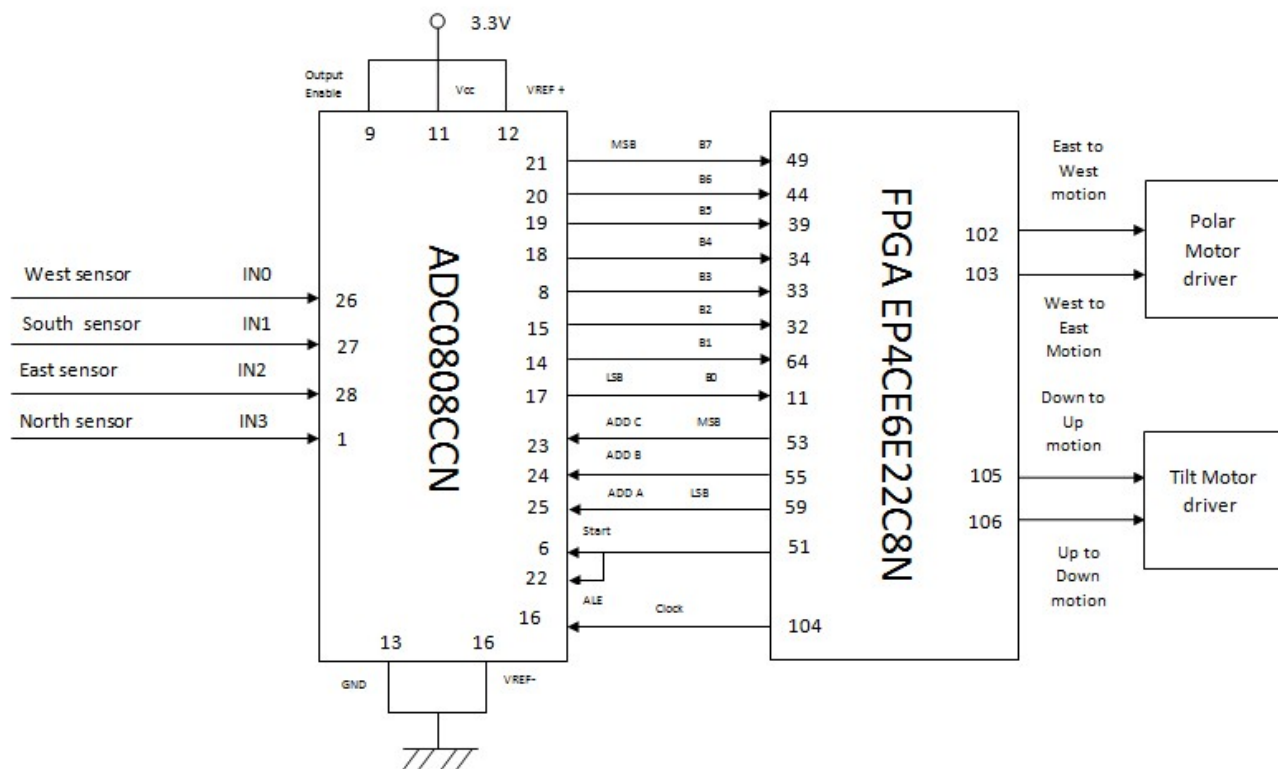 3.3V
Output
Enable
Vcc
VREF +
9
11
12
West sensor
IN0
South sensor
IN1
East sensor
IN2
North sensor
IN3
26
27
28
1
ADC0808CCN
21
20
19
18
8
15
14
17
23
24
25
6
22
16
13
16
GND
VREF-
MSB
B7
B6
B5
B4
B3
B2
B1
LSB
B0
ADD C
MSB
ADD B
ADD A
LSB
Start
ALE
Clock
49
44
39
34
33
32
64
11
53
55
59
51
104
FPGA EP4CE6E22C8N
102
103
105
106
East to
West
motion
West to
East
Motion
Down to
Up
motion
Up to
Down
motion
Polar
Motor
driver
Tilt Motor
driver